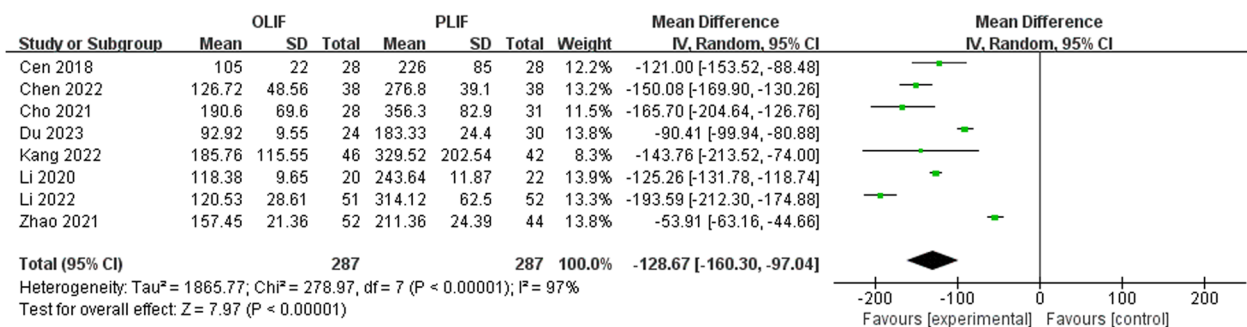 OLIF PLIF Mean Difference Mean Difference
Study or Subgroup Mean SD Total Mean SD Total Weight IV, Random, 95% CI IV, Random, 95% CI
Cen 2018 105 22 28 226 85 28 12.2% -121.00 [-153.52, -88.48]
Chen 2022 126.72 48.56 38 276.8 39.1 38 13.2% -150.08 [-169.90, -130.26]
Cho 2021 190.6 69.6 28 356.3 82.9 31 11.5% -165.70 [-204.64, -126.76]
Du 2023 92.92 9.55 24 183.33 24.4 30 13.8% -90.41 [-99.94, -80.88]
Kang 2022 185.76 115.55 46 329.52 202.54 42 8.3% -143.76 [-213.52, -74.00]
Li 2020 118.38 9.65 20 243.64 11.87 22 13.9% -125.26 [-131.78, -118.74]
Li 2022 120.53 28.61 51 314.12 62.5 52 13.3% -193.59 [-212.30, -174.88]
Zhao 2021 157.45 21.36 52 211.36 24.39 44 13.8% -53.91 [-63.16, -44.66]
Total (95% CI) 287 287 100.0% -128.67 [-160.30, -97.04]
Heterogeneity: Tau² = 1865.77; Chi² = 278.97, df = 7 (P < 0.00001); I² = 97%
Test for overall effect: Z = 7.97 (P < 0.00001)
-200 -100 0 100 200
Favours [experimental] Favours [control]